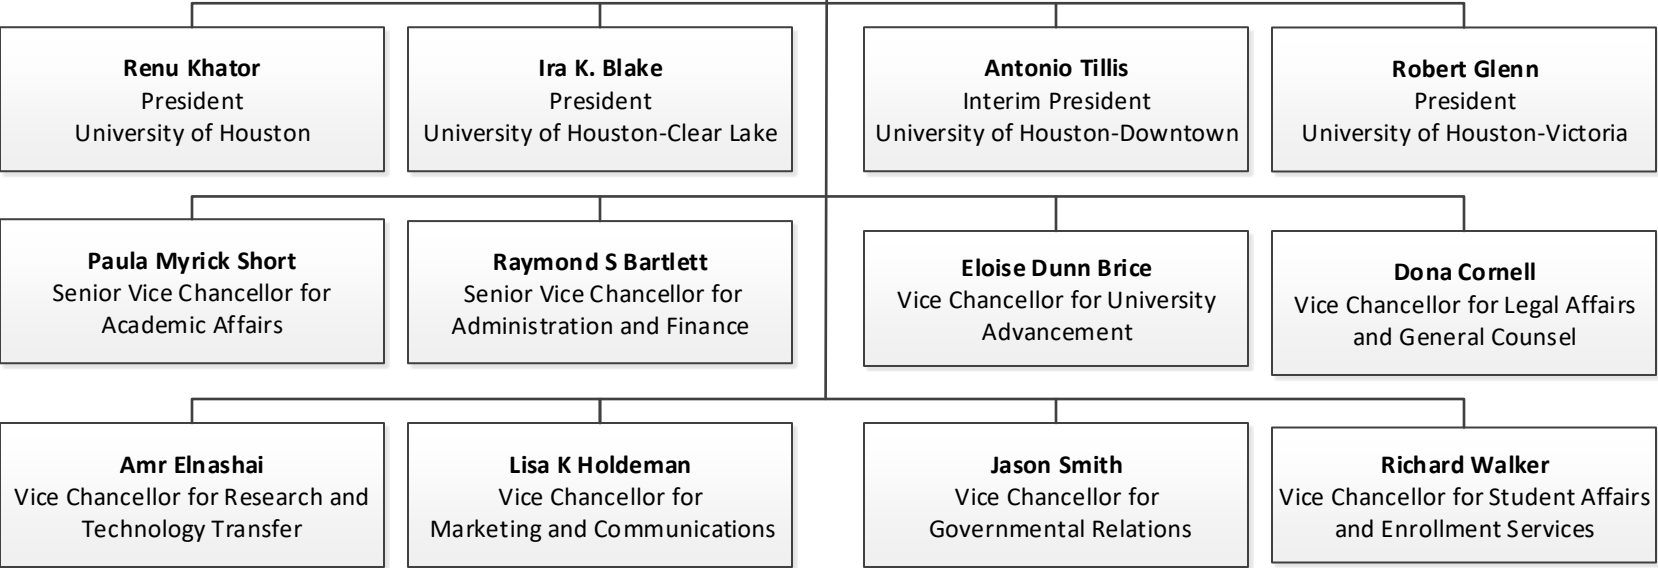 Renu Khator
President
University of Houston
Ira K. Blake
President
University of Houston-Clear Lake
Antonio Tillis
Interim President
University of Houston-Downtown
Robert Glenn
President
University of Houston-Victoria
Paula Myrick Short
Senior Vice Chancellor for
Academic Affairs
Raymond S Bartlett
Senior Vice Chancellor for
Administration and Finance
Eloise Dunn Brice
Vice Chancellor for University
Advancement
Dona Cornell
Vice Chancellor for Legal Affairs
and General Counsel
Amr Elnashai
Vice Chancellor for Research and
Technology Transfer
Lisa K Holdeman
Vice Chancellor for
Marketing and Communications
Jason Smith
Vice Chancellor for
Governmental Relations
Richard Walker
Vice Chancellor for Student Affairs
and Enrollment Services